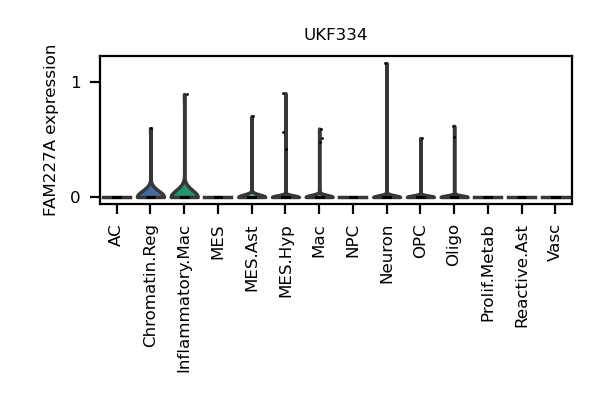 UKF334
FAM227A expression
1
0
AC
Chromatin.Reg
Inflammatory.Mac
MES
MES.Ast
MES.Hyp
Mac
NPC
Neuron
OPC
Oligo
Prolif.Metab
Reactive.Ast
Vasc